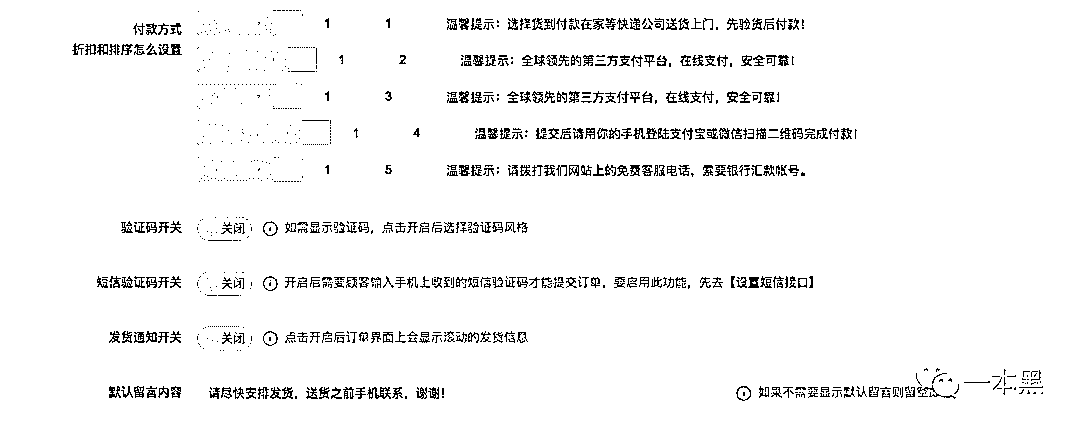 付款方式
折扣和排序怎么设置
1 1 温馨提示：选择货到付款在家等快递公司送货上门，先验货后付款！
1 2 温馨提示：全球领先的第三方支付平台，在线支付，安全可靠！
1 3 温馨提示：全球领先的第三方支付平台，在线支付，安全可靠！
1 4 温馨提示：提交后请用你的手机登陆支付宝或微信扫描二维码完成付款！
1 5 温馨提示：请拨打我们网站上的免费客服电话，索要银行汇款帐号。
验证码开关 关闭 如需显示验证码，点击开启后选择验证码风格
短信验证码开关 关闭 开启后需要顾客输入手机上收到的短信验证码才能提交订单，要启用此功能，先去【设置短信接口】
发货通知开关 关闭 点击开启后订单界面上会显示滚动的发货信息
默认留言内容 请尽快安排发货，送货之前手机联系，谢谢！ 如果不需要显示默认留言则留空
一本黑